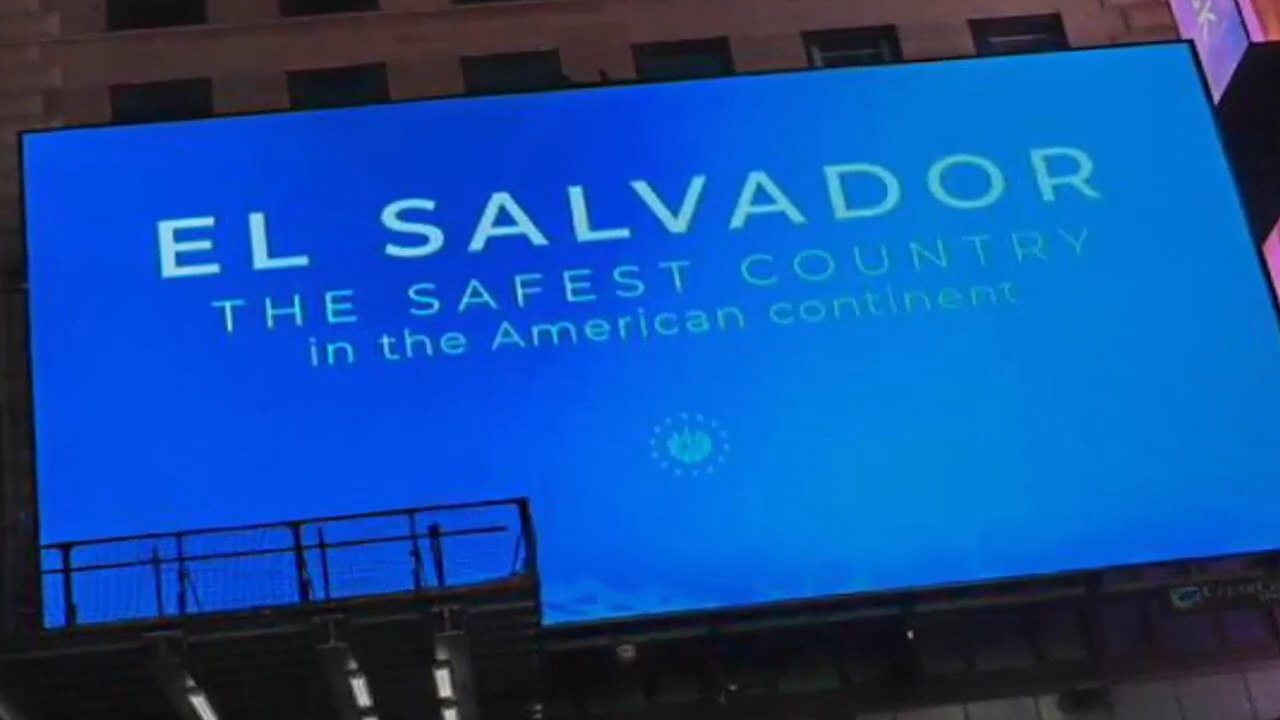 EL SALVADOR
THE SAFEST COUNTRY
in the American continent